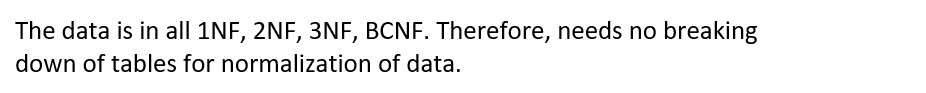 The data is in all 1NF, 2NF, 3NF, BCNF. Therefore, needs no breaking
down of tables for normalization of data.